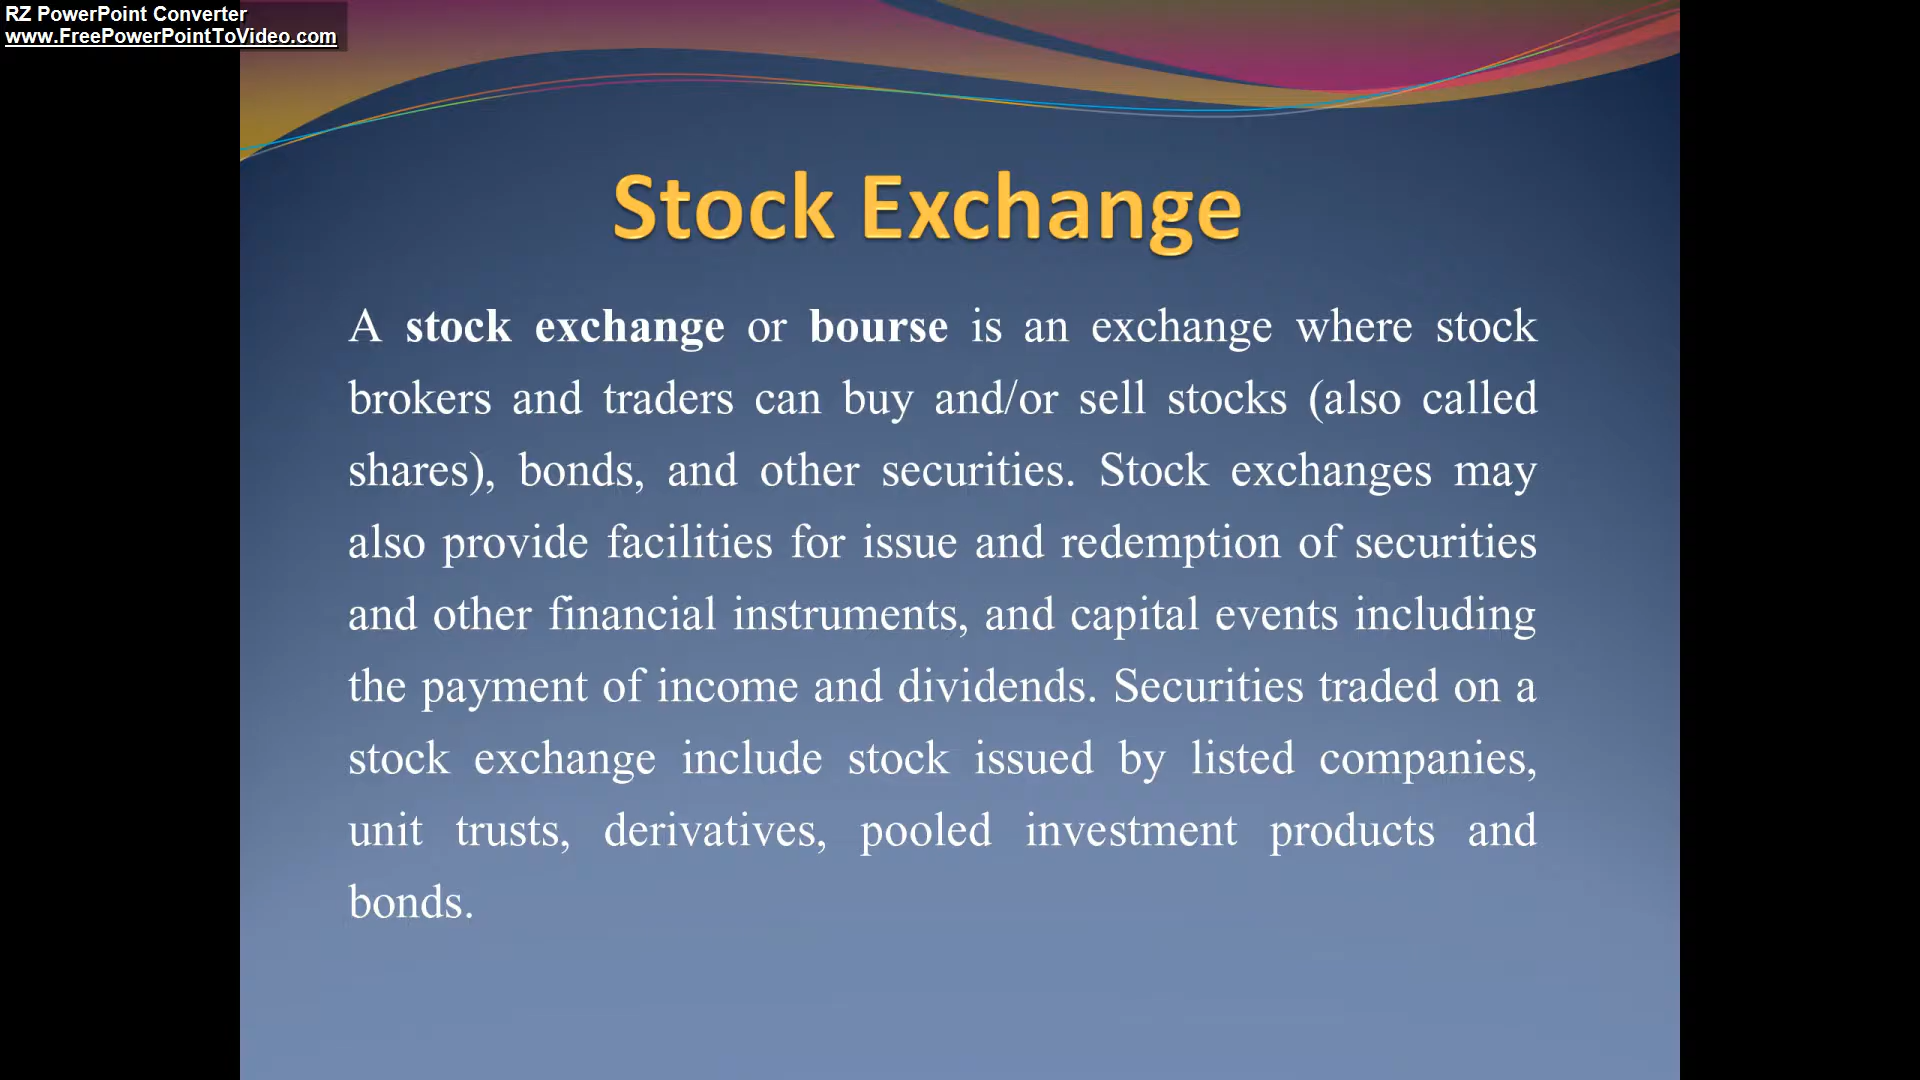 RZ PowerPoint Converter
www.FreePowerPointToVideo.com
Stock Exchange
A stock exchange or bourse is an exchange where stock
brokers and traders can buy and/or sell stocks (also called
shares), bonds, and other securities. Stock exchanges may
also provide facilities for issue and redemption of securities
and other financial instruments, and capital events including
the payment of income and dividends. Securities traded on a
stock exchange include stock issued by listed companies,
unit trusts, derivatives, pooled investment products and
bonds.